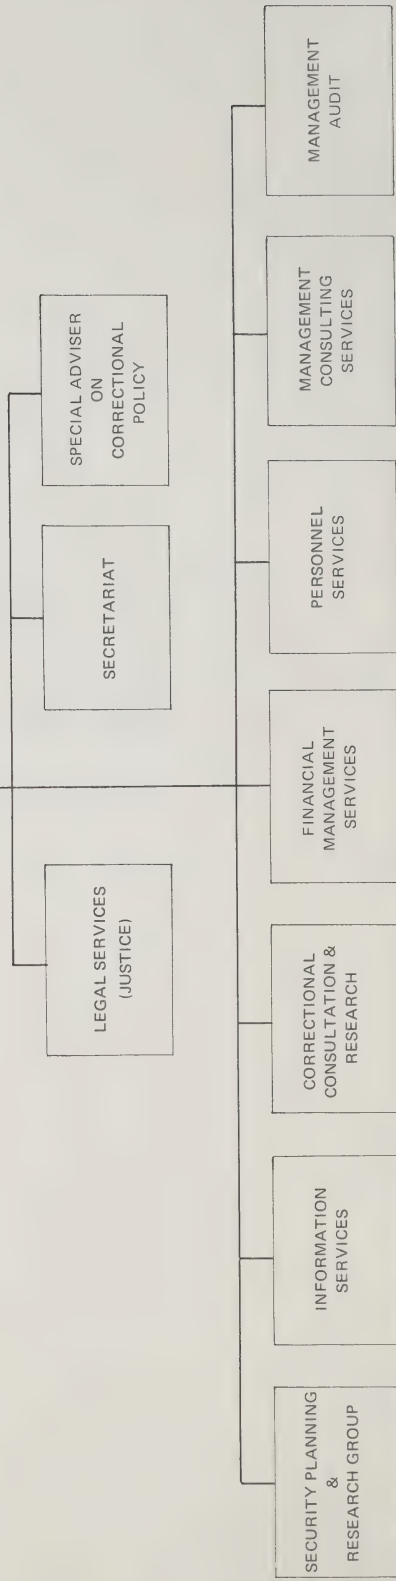 LEGAL SERVICES
(JUSTICE)
SECRETARIAT
SPECIAL ADVISER
ON
CORRECTIONAL
POLICY
SECURITY PLANNING
&
RESEARCH GROUP
INFORMATION
SERVICES
CORRECTIONAL
CONSULTATION &
RESEARCH
FINANCIAL
MANAGEMENT
SERVICES
PERSONNEL
SERVICES
MANAGEMENT
CONSULTING
SERVICES
MANAGEMENT
AUDIT